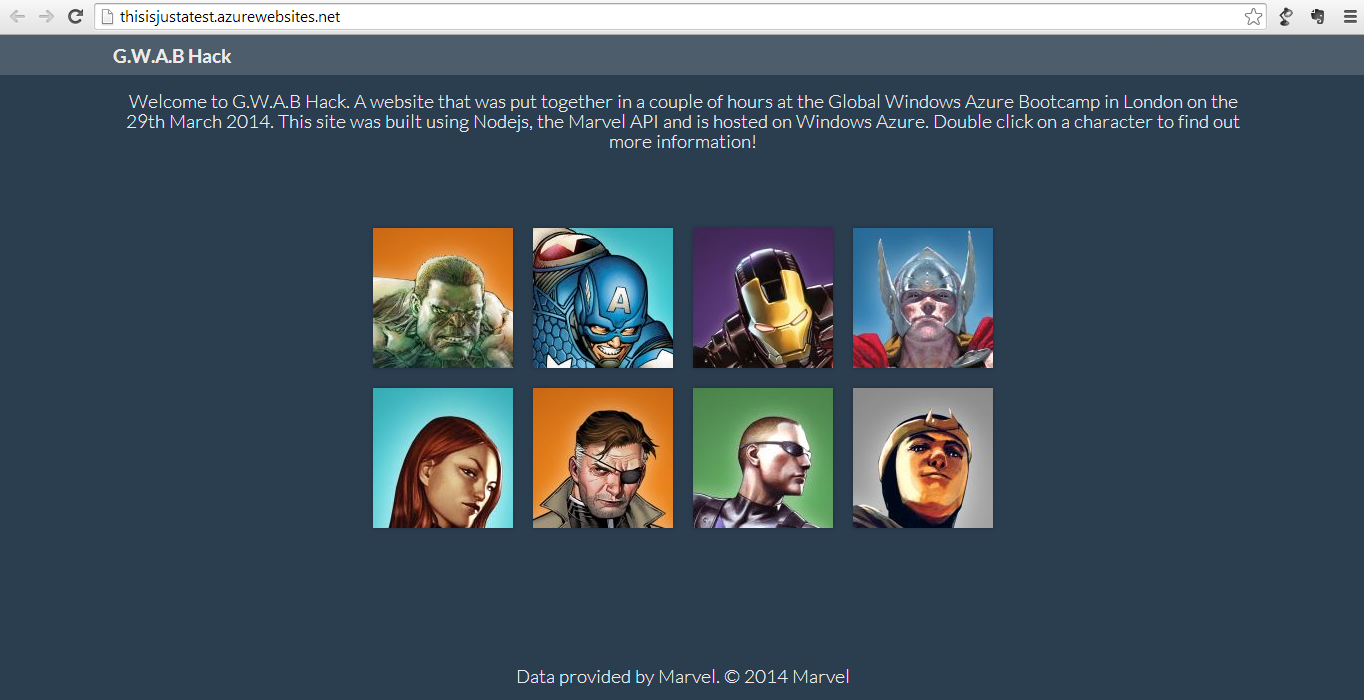 thisisjustatest.azurewebsites.net
G.W.A.B Hack
Welcome to G.W.A.B Hack. A website that was put together in a couple of hours at the Global Windows Azure Bootcamp in London on the
29th March 2014. This site was built using Nodejs, the Marvel API and is hosted on Windows Azure. Double click on a character to find out
more information!
A
Data provided by Marvel. © 2014 Marvel